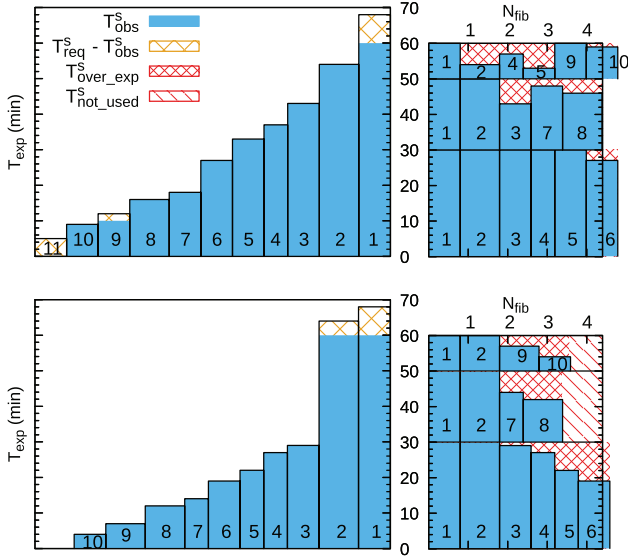 T^s_obs
T^s_req - T^s_obs
T^s_over_exp
T^s_not_used
T_exp (min)
11 10 9 8 7 6 5 4 3 2 1
70
60
50
40
30
20
10
0
N_fib
1 2 3 4
1 2 4 5 9 10
1 2 3 7 8
1 2 3 4 5 6
T_exp (min)
10 9 8 7 6 5 4 3 2 1
70
60
50
40
30
20
10
0
N_fib
1 2 3 4
1 2 9 10
1 2 7 8
1 2 3 4 5 6